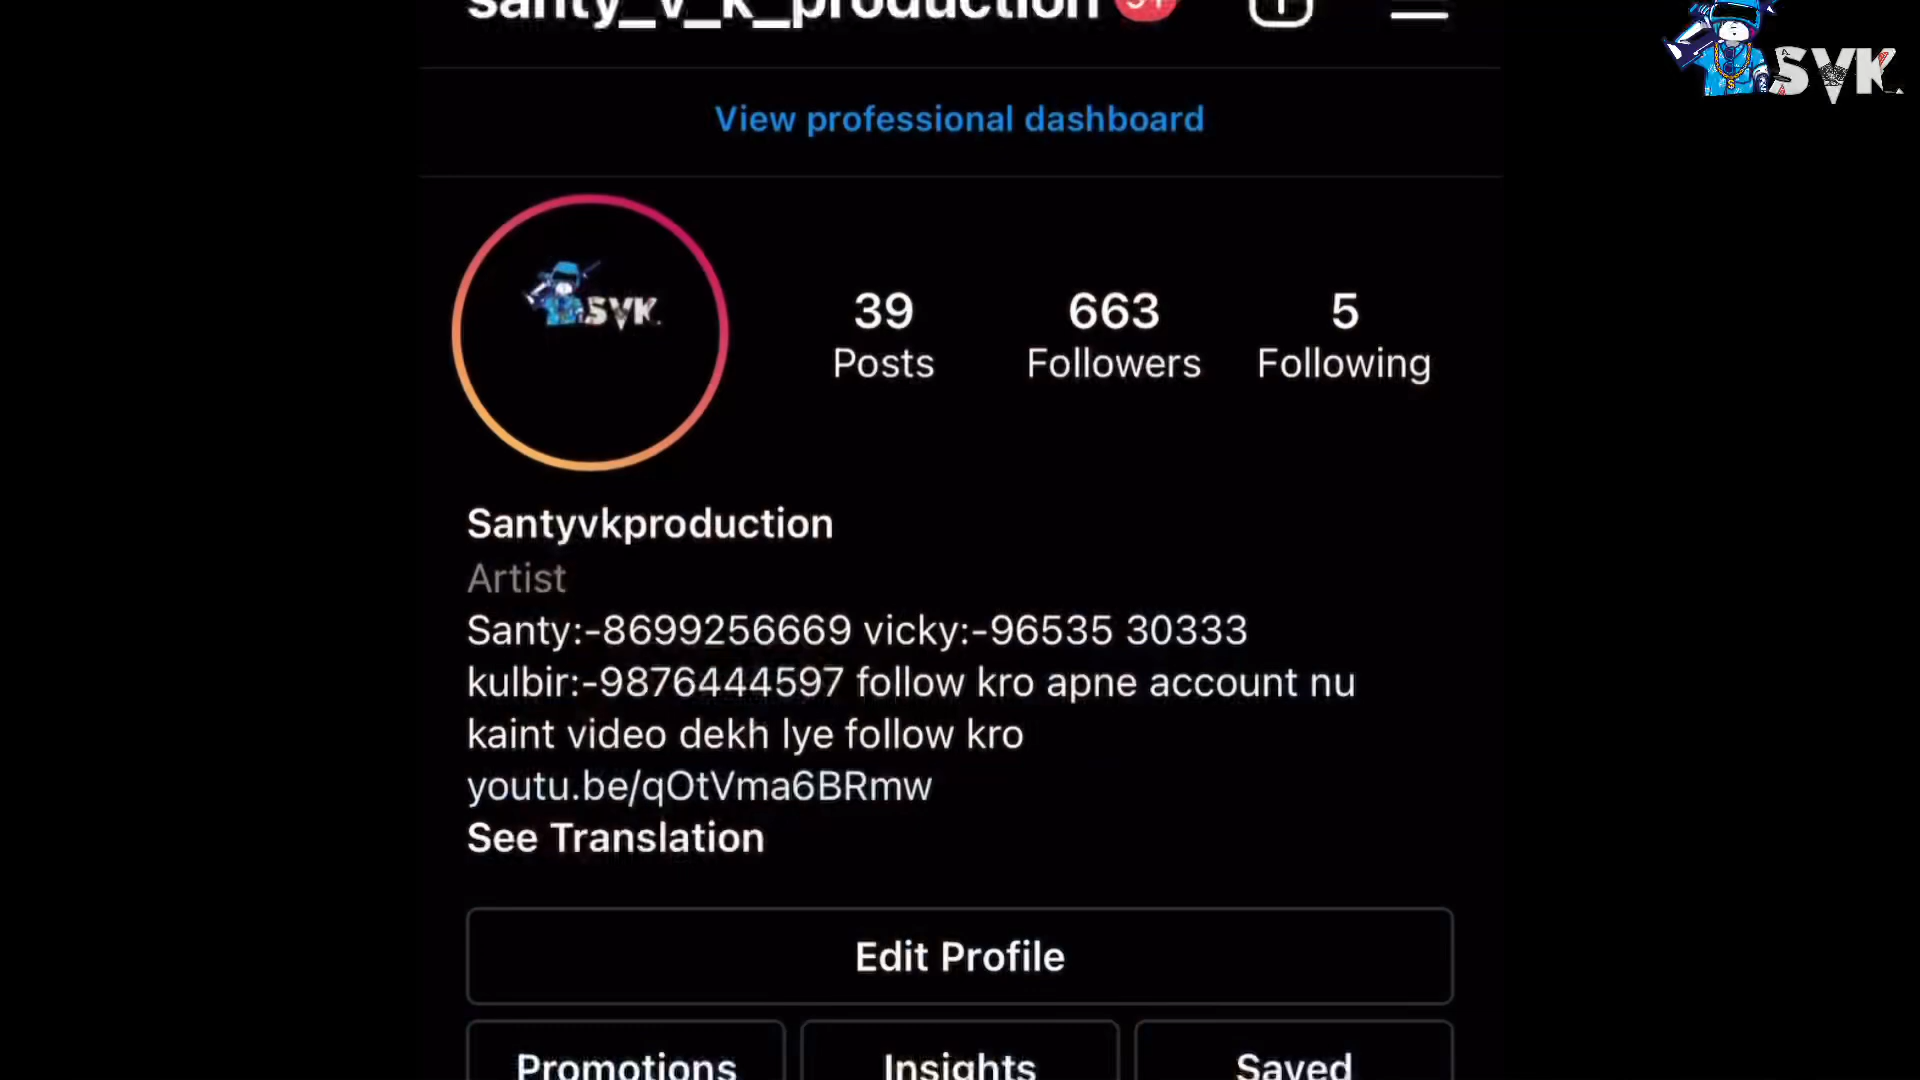 santy_v_k_production 9+
SVK.
View professional dashboard
SVK.
39 663 5
Posts Followers Following
Santyvkproduction
Artist
Santy:-8699256669 vicky:-96535 30333
kulbir:-9876444597 follow kro apne account nu
kaint video dekh lye follow kro
youtu.be/qOtVma6BRmw
See Translation
Edit Profile
Promotions Insights Saved